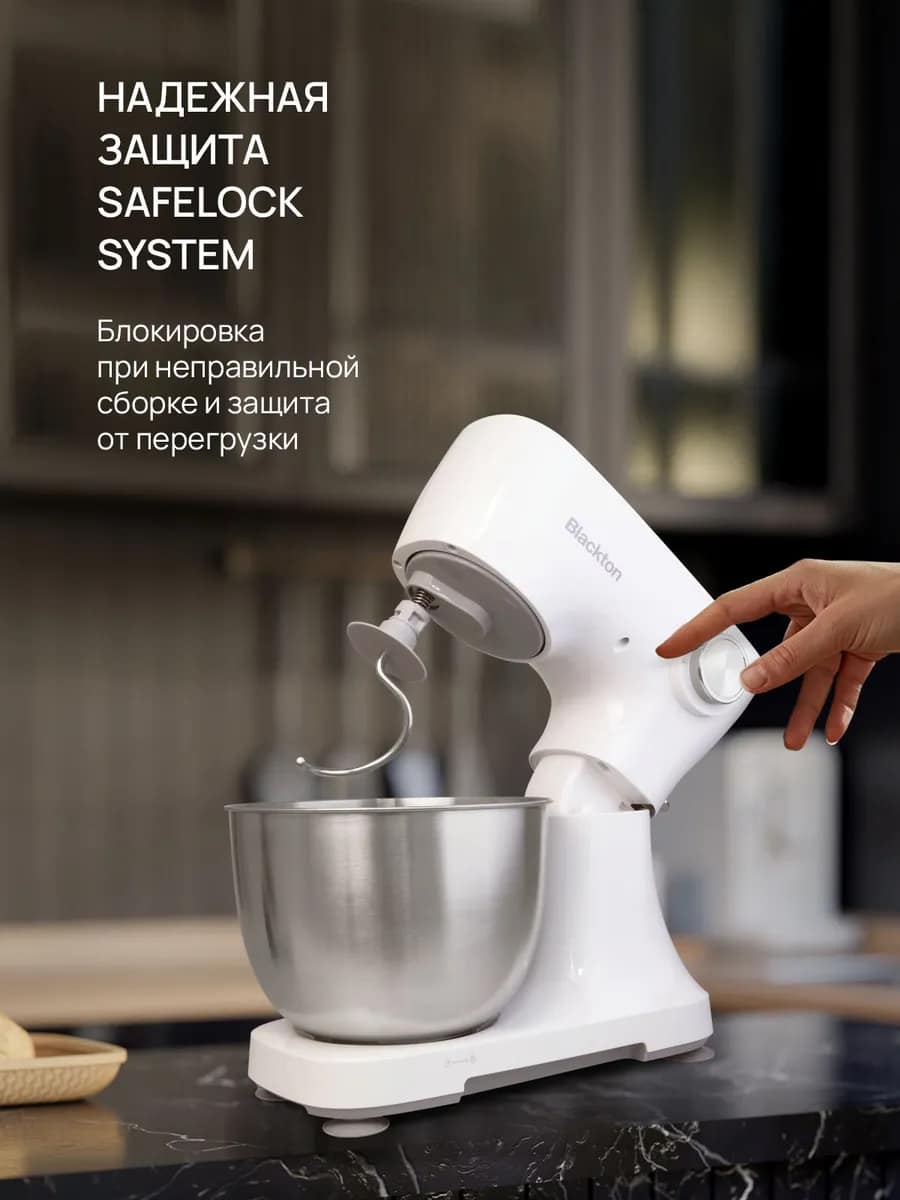 НАДЕЖНАЯ
ЗАЩИТА
SAFELOCK
SYSTEM
Блокировка
при неправильной
сборке и защита
от перегрузки
Blackton